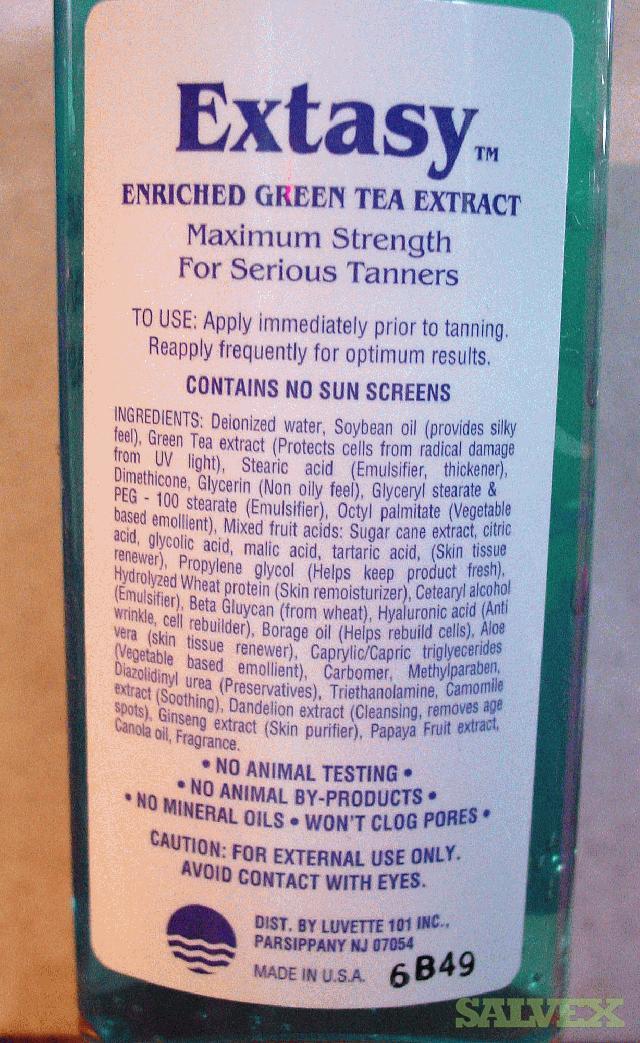 Extasy™
ENRICHED GREEN TEA EXTRACT
Maximum Strength
For Serious Tanners
TO USE: Apply immediately prior to tanning.
Reapply frequently for optimum results.
CONTAINS NO SUN SCREENS
INGREDIENTS: Deionized water, Soybean oil (provides silky
feel), Green Tea extract (Protects cells from radical damage
from UV light), Stearic acid (Emulsifier, thickener),
Dimethicone, Glycerin (Non oily feel), Glyceryl stearate &
PEG - 100 stearate (Emulsifier), Octyl palmitate (Vegetable
based emollient), Mixed fruit acids: Sugar cane extract, citric
acid, glycolic acid, malic acid, tartaric acid, (Skin tissue
renewer), Propylene glycol (Helps keep product fresh),
Hydrolyzed Wheat protein (Skin remoisturizer), Cetearyl alcohol
(Emulsifier), Beta Gluycan (from wheat), Hyaluronic acid (Anti
wrinkle, cell rebuilder), Borage oil (Helps rebuild cells), Aloe
vera (skin tissue renewer), Caprylic/Capric triglycerides
(Vegetable based emollient), Carbomer, Methylparaben,
Diazolidinyl urea (Preservatives), Triethanolamine, Camomile
extract (Soothing), Dandelion extract (Cleansing, removes age
spots), Ginseng extract (Skin purifier), Papaya Fruit extract,
Canola oil, Fragrance.
• NO ANIMAL TESTING •
• NO ANIMAL BY-PRODUCTS •
• NO MINERAL OILS • WON'T CLOG PORES •
CAUTION: FOR EXTERNAL USE ONLY.
AVOID CONTACT WITH EYES.
DIST. BY LUVETTE 101 INC.,
PARSIPPANY NJ 07054
MADE IN U.S.A. 6B49
SALVEX